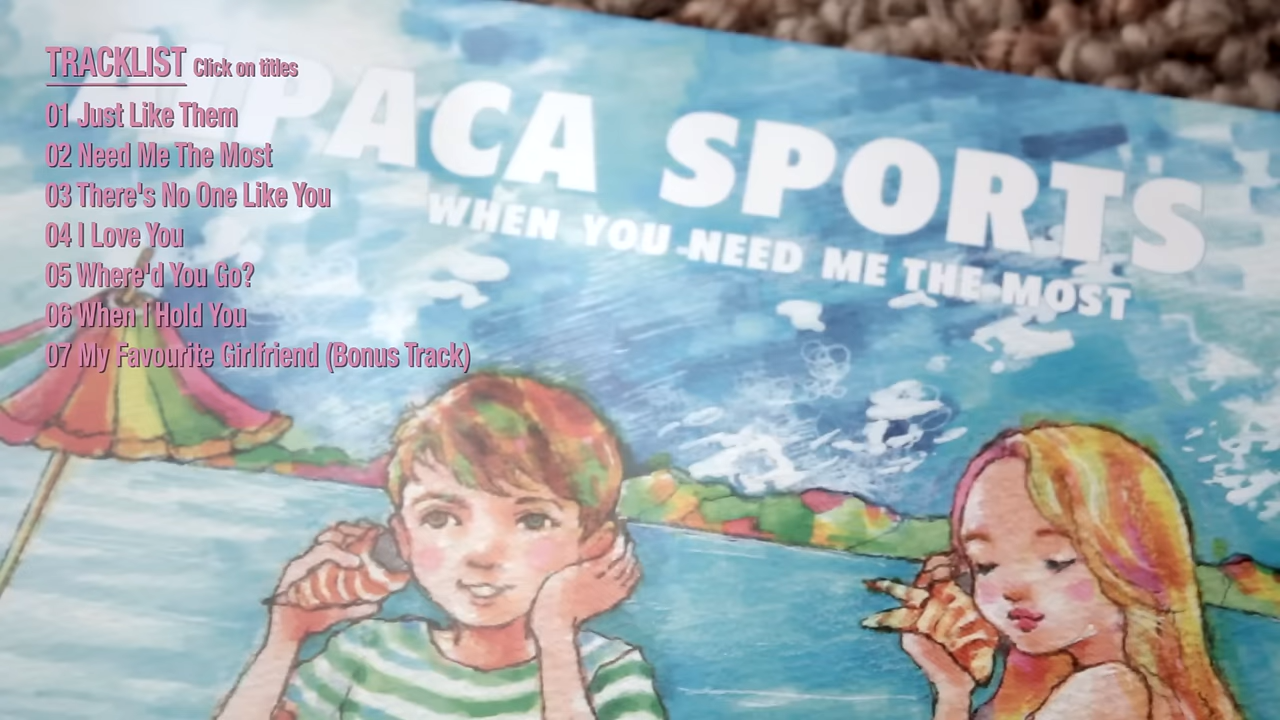 TRACKLIST Click on titles
01 Just Like Them
02 Need Me The Most
03 There's No One Like You
04 I Love You
05 Where'd You Go?
06 When I Hold You
07 My Favourite Girlfriend (Bonus Track)
ALPACA SPORTS
WHEN YOU NEED ME THE MOST